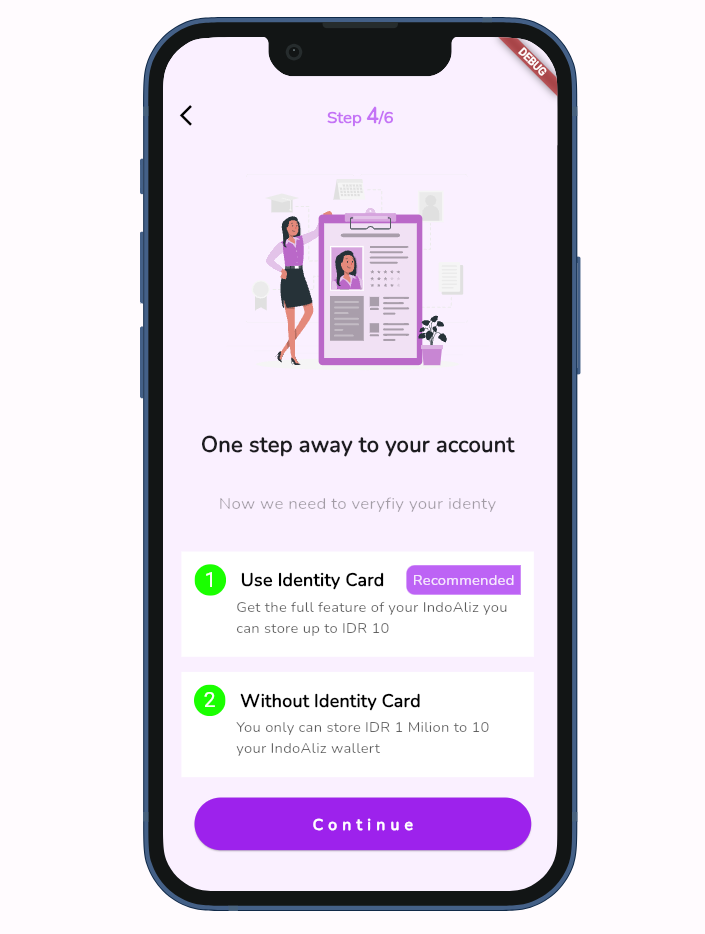 DEBUG
Step 4/6
One step away to your account
Now we need to veryfiy your identy
1 Use Identity Card Recommended
Get the full feature of your IndoAliz you
can store up to IDR 10
2 Without Identity Card
You only can store IDR 1 Milion to 10
your IndoAliz wallert
Continue